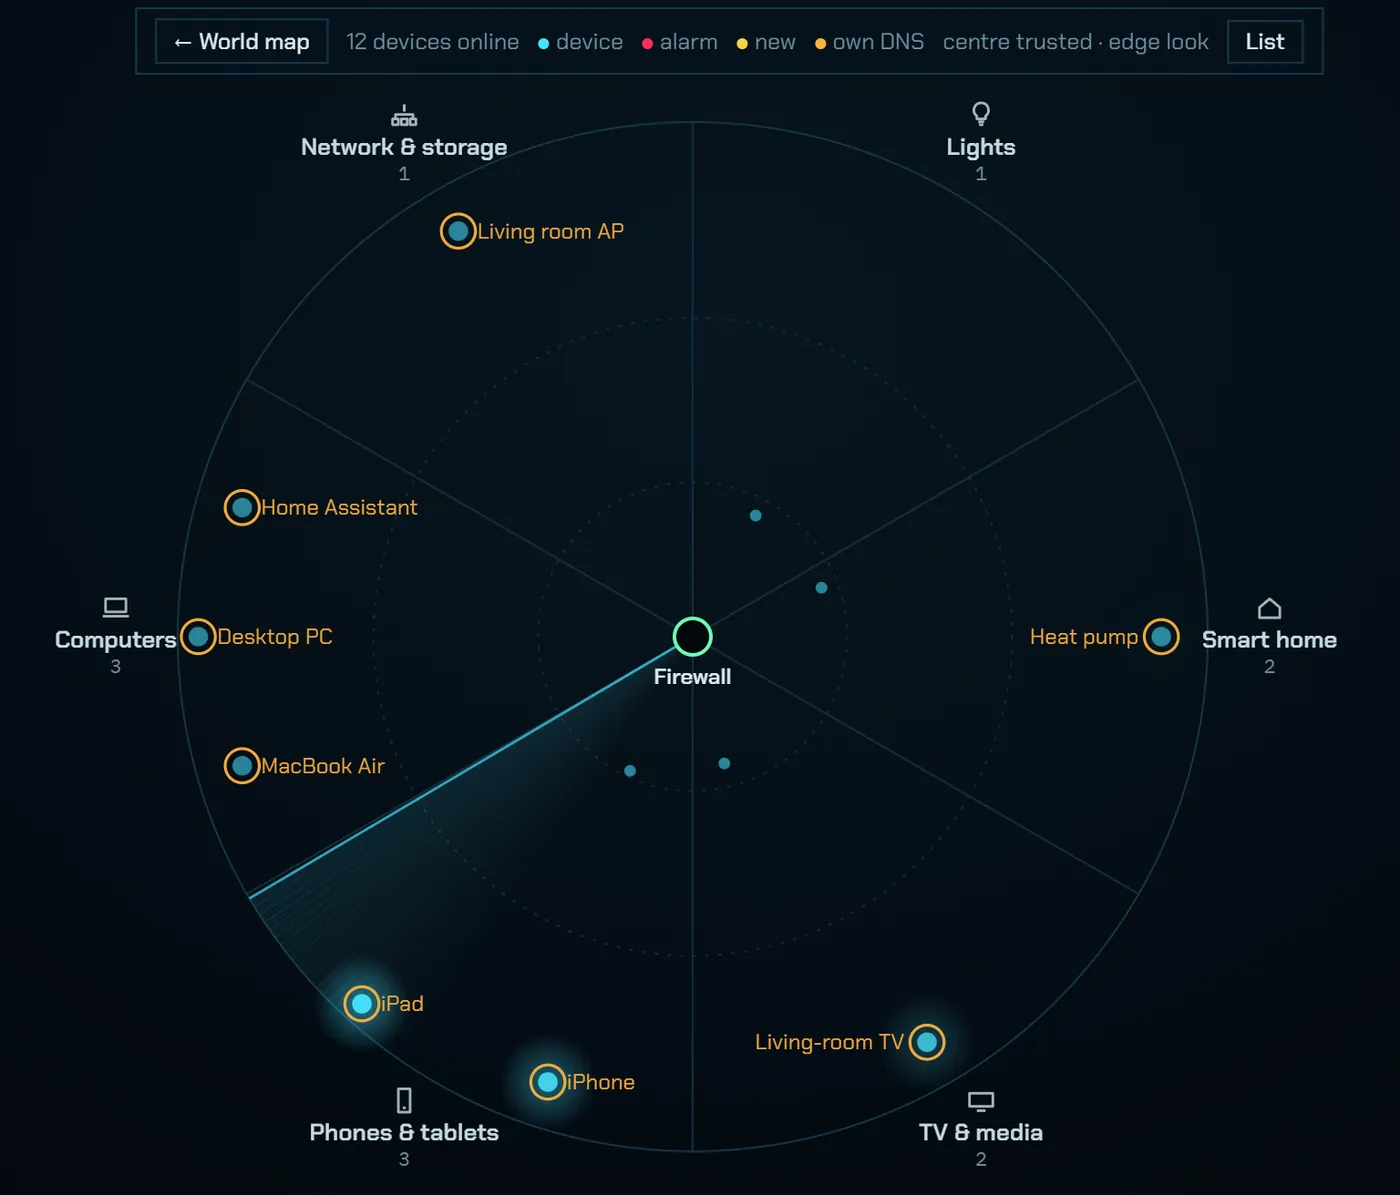 ← World map 12 devices online device alarm new own DNS centre trusted · edge look List
Network & storage
1
Lights
1
Living room AP
Home Assistant
Computers
3
Desktop PC
Firewall
Heat pump
Smart home
2
MacBook Air
iPad
Living-room TV
iPhone
Phones & tablets
3
TV & media
2